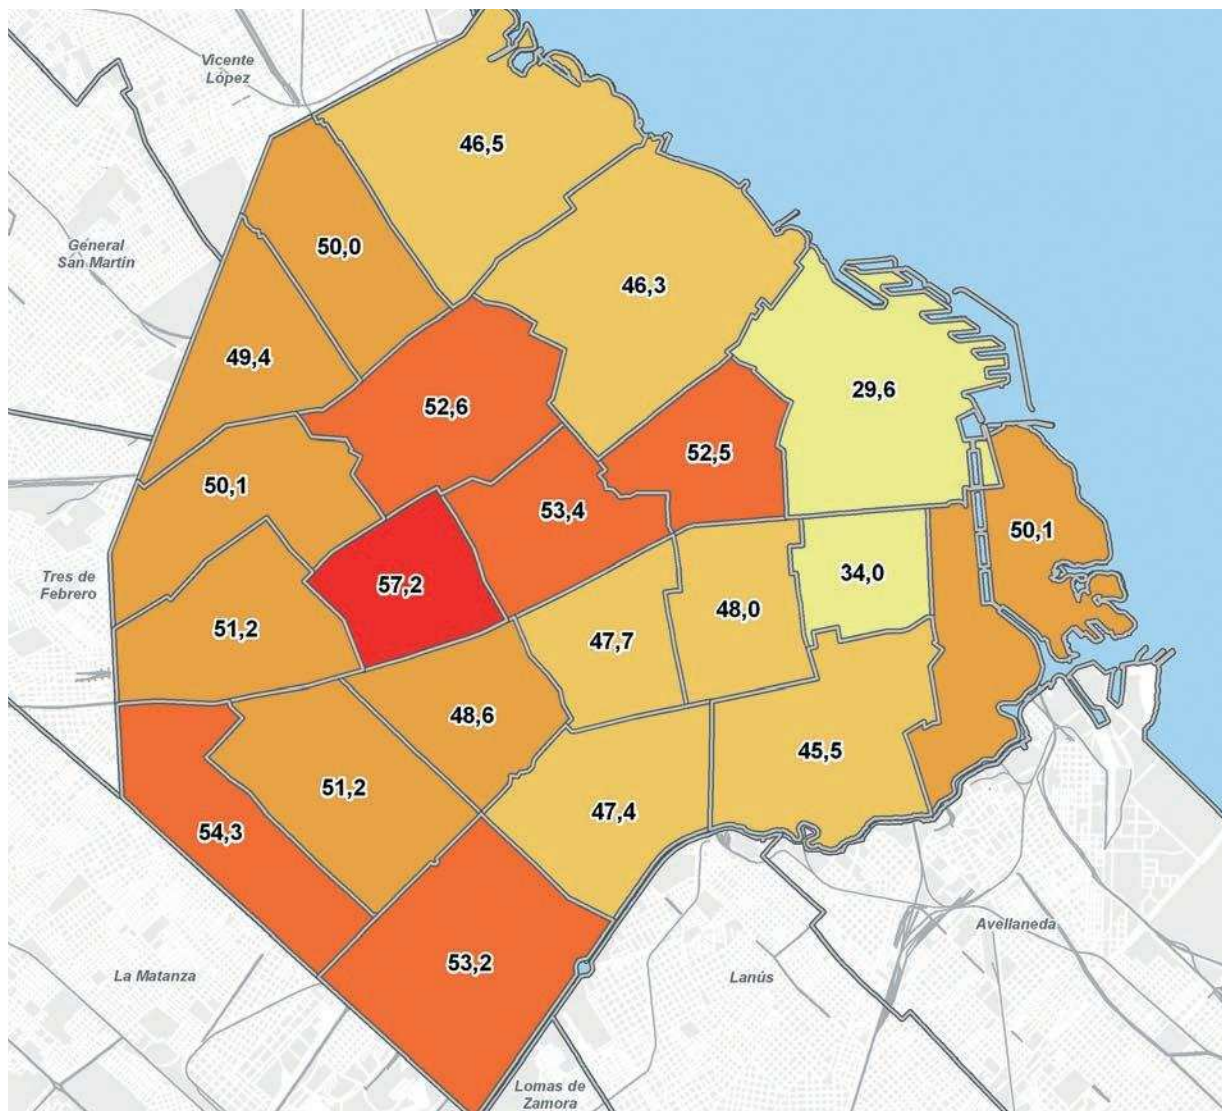 Vicente
López
46,5
General
San Martín
50,0
46,3
49,4
52,6
29,6
52,5
50,1
53,4
50,1
Tres de
Febrero
57,2
34,0
48,0
51,2
47,7
48,6
45,5
51,2
47,4
54,3
Avellaneda
53,2
La Matanza
Lanús
Lomas de
Zamora